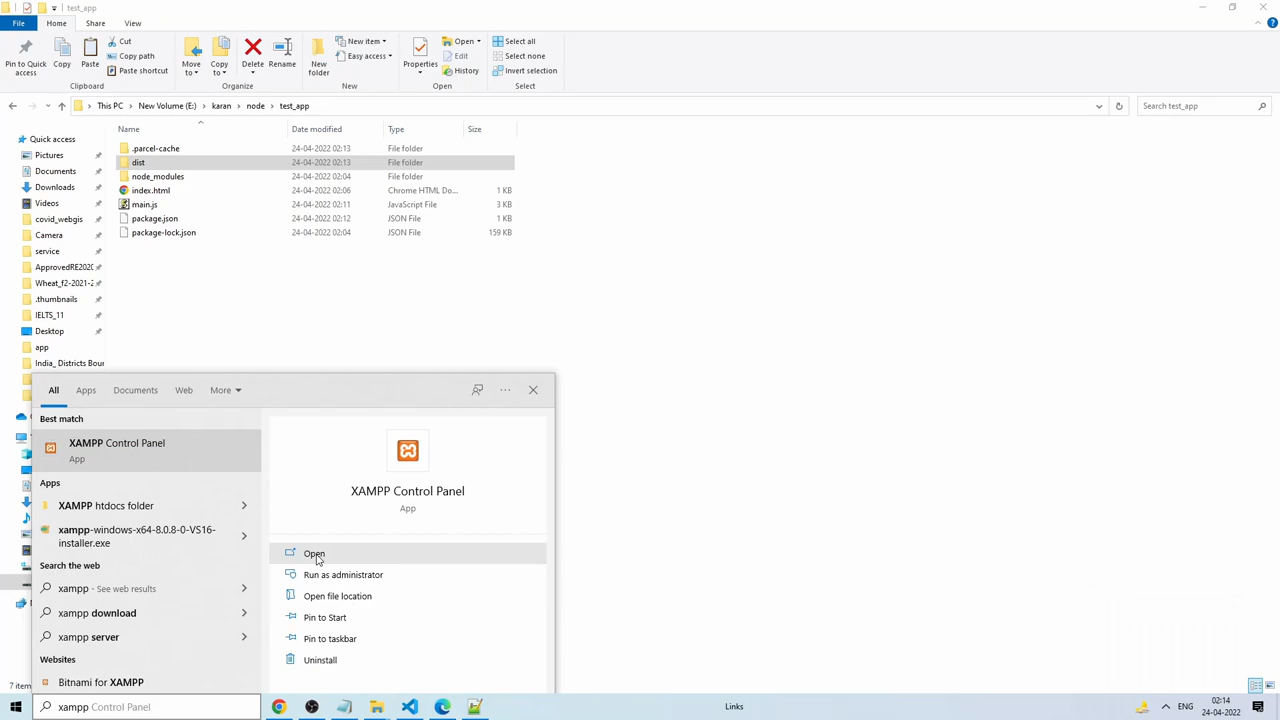 test_app
File
Home
Share
View
Pin to Quick
access
Copy
Paste
Cut
Copy path
Paste shortcut
Clipboard
Move
to
Copy
to
Delete
Rename
Organize
New
folder
New item
Easy access
New
Properties
Open
Edit
History
Open
Select all
Select none
Invert selection
Select
This PC
New Volume (E:)
karan
node
test_app
Search test_app
Name
Date modified
Type
Size
.parcel-cache
24-04-2022 02:13
File folder
dist
24-04-2022 02:13
File folder
node_modules
24-04-2022 02:04
File folder
index.html
24-04-2022 02:06
Chrome HTML Do...
1 KB
main.js
24-04-2022 02:11
JavaScript File
3 KB
package.json
24-04-2022 02:12
JSON File
1 KB
package-lock.json
24-04-2022 02:04
JSON File
159 KB
Quick access
Pictures
Documents
Downloads
Videos
covid_webgis
Camera
service
ApprovedRE2020
Wheat_f2-2021-2
.thumbnails
IELTS_11
Desktop
app
India_ Districts Boun
All
Apps
Documents
Web
More
Best match
XAMPP Control Panel
App
Apps
XAMPP htdocs folder
xampp-windows-x64-8.0.8-0-VS16-
installer.exe
Search the web
xampp - See web results
xampp download
xampp server
Websites
Bitnami for XAMPP
XAMPP Control Panel
App
Open
Run as administrator
Open file location
Pin to Start
Pin to taskbar
Uninstall
7 item
xampp Control Panel
Links
ENG
02:14
24-04-2022